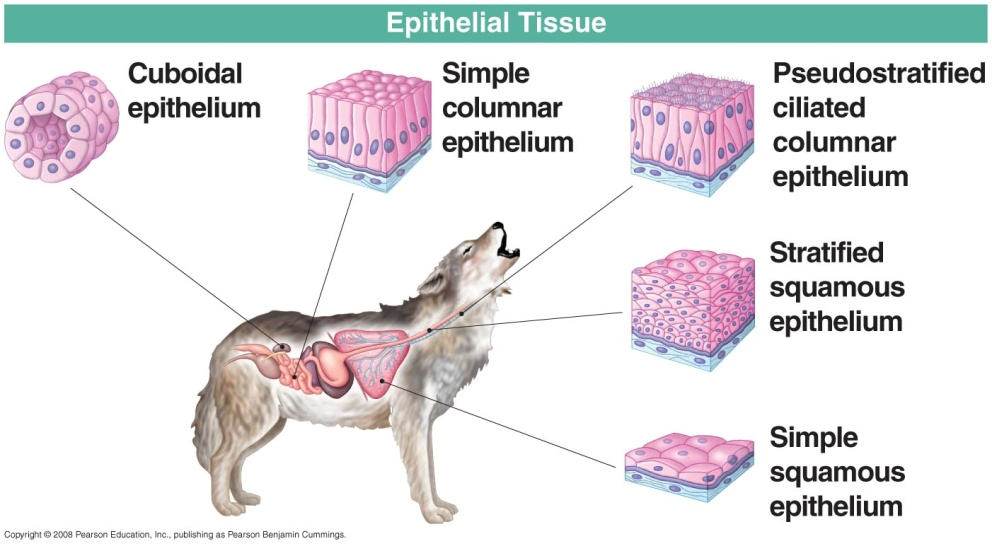 Epithelial Tissue
Cuboidal
epithelium
Simple
columnar
epithelium
Pseudostratified
ciliated
columnar
epithelium
Stratified
squamous
epithelium
Simple
squamous
epithelium
Copyright © 2008 Pearson Education, Inc., publishing as Pearson Benjamin Cummings.